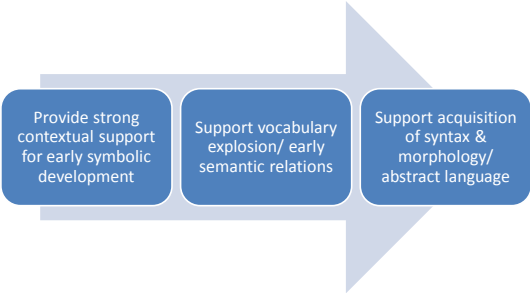 Provide strong
contextual support
for early symbolic
development
Support vocabulary
explosion/ early
semantic relations
Support acquisition
of syntax &
morphology/
abstract language